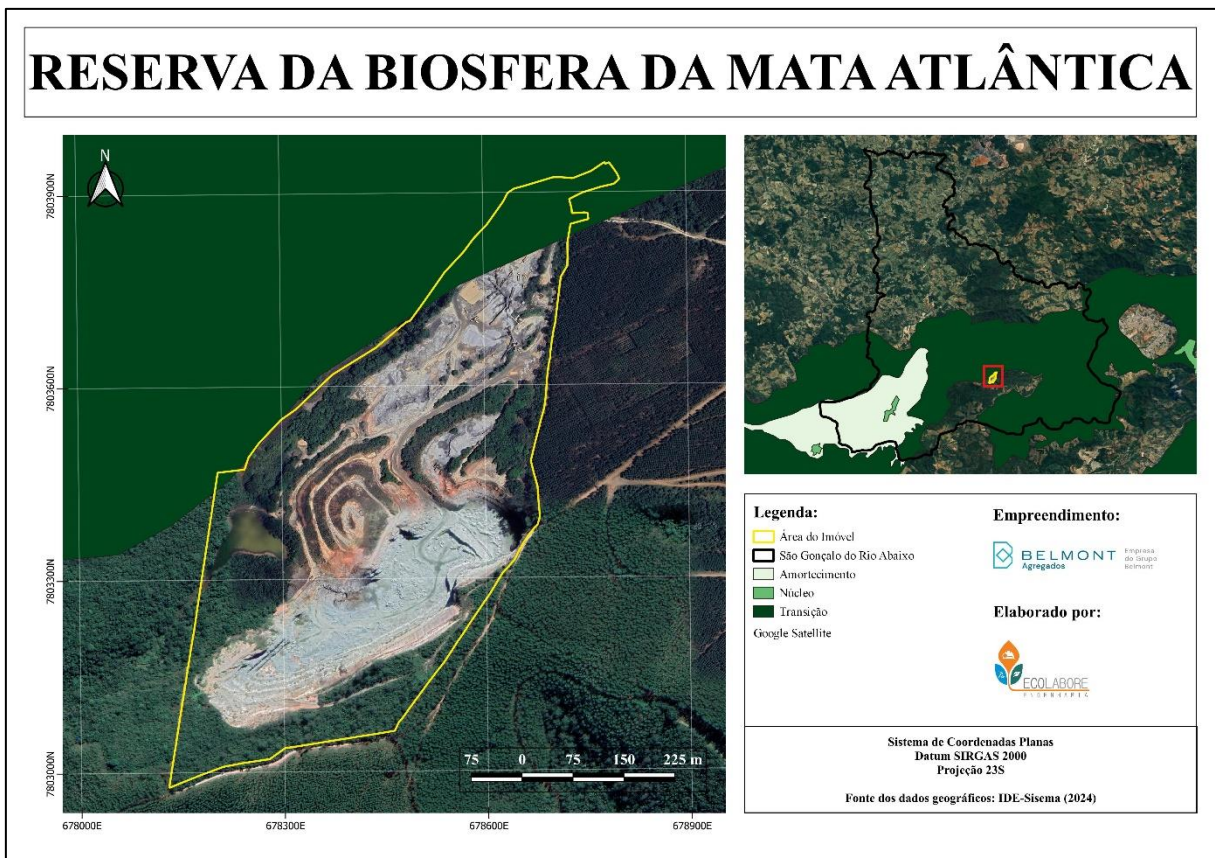 RESERVA DA BIOSFERA DA MATA ATLÂNTICA
N
7803900N
7803600N
7803300N
7803000N
75 0 75 150 225 m
678000E 678300E 678600E 678900E
Legenda:
Área do Imóvel
São Gonçalo do Rio Abaixo
Amortecimento
Núcleo
Transição
Google Satellite
Empreendimento:
BELMONT
Agregados
Empresa
do Grupo
Belmont
Elaborado por:
ECOLABORE
ENGENHARIA
Sistema de Coordenadas Planas
Datum SIRGAS 2000
Projeção 23S
Fonte dos dados geográficos: IDE-Sisema (2024)